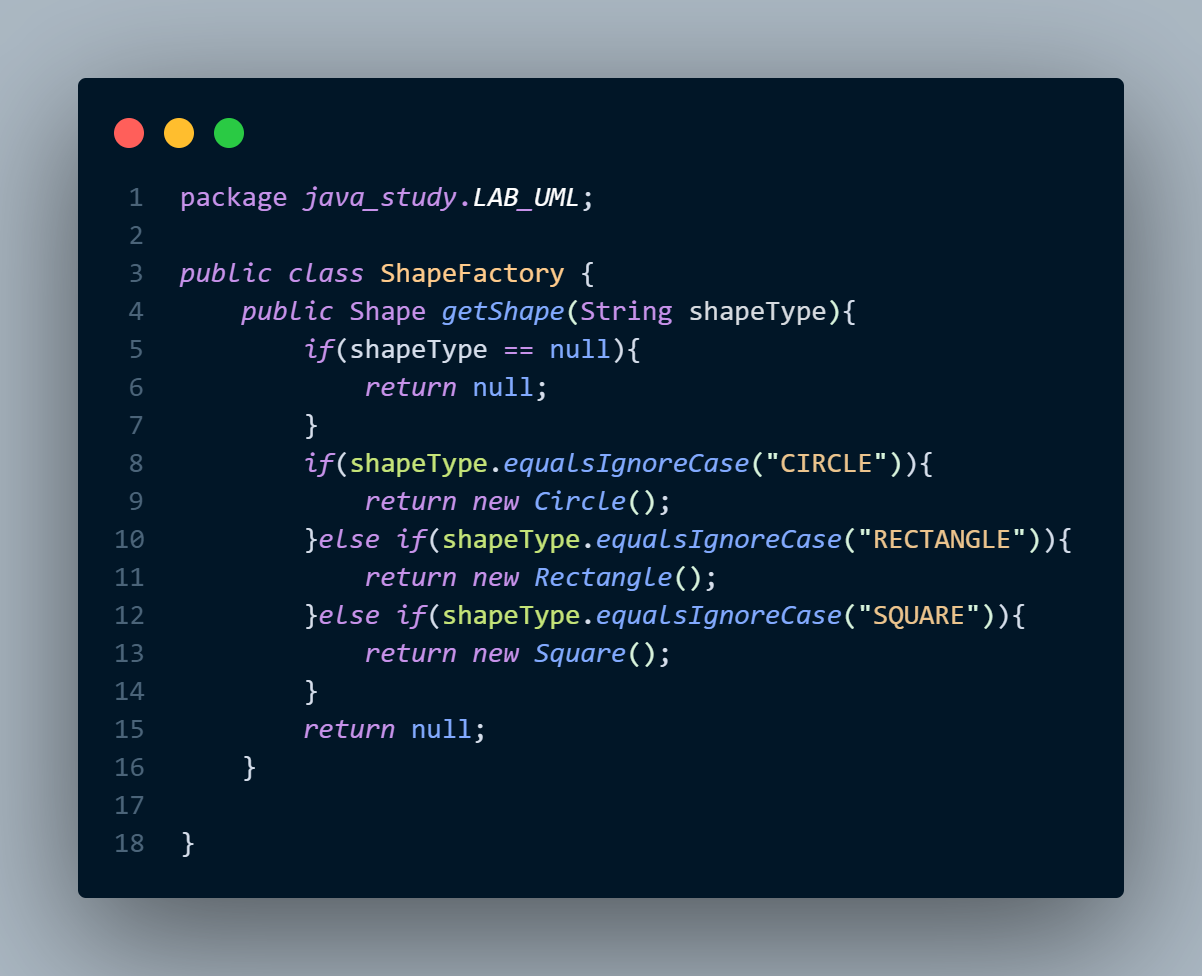 1 package java_study.LAB_UML;
2
3 public class ShapeFactory {
4     public Shape getShape(String shapeType){
5         if(shapeType == null){
6             return null;
7         }
8         if(shapeType.equalsIgnoreCase("CIRCLE")){
9             return new Circle();
10         }else if(shapeType.equalsIgnoreCase("RECTANGLE")){
11             return new Rectangle();
12         }else if(shapeType.equalsIgnoreCase("SQUARE")){
13             return new Square();
14         }
15         return null;
16     }
17
18 }